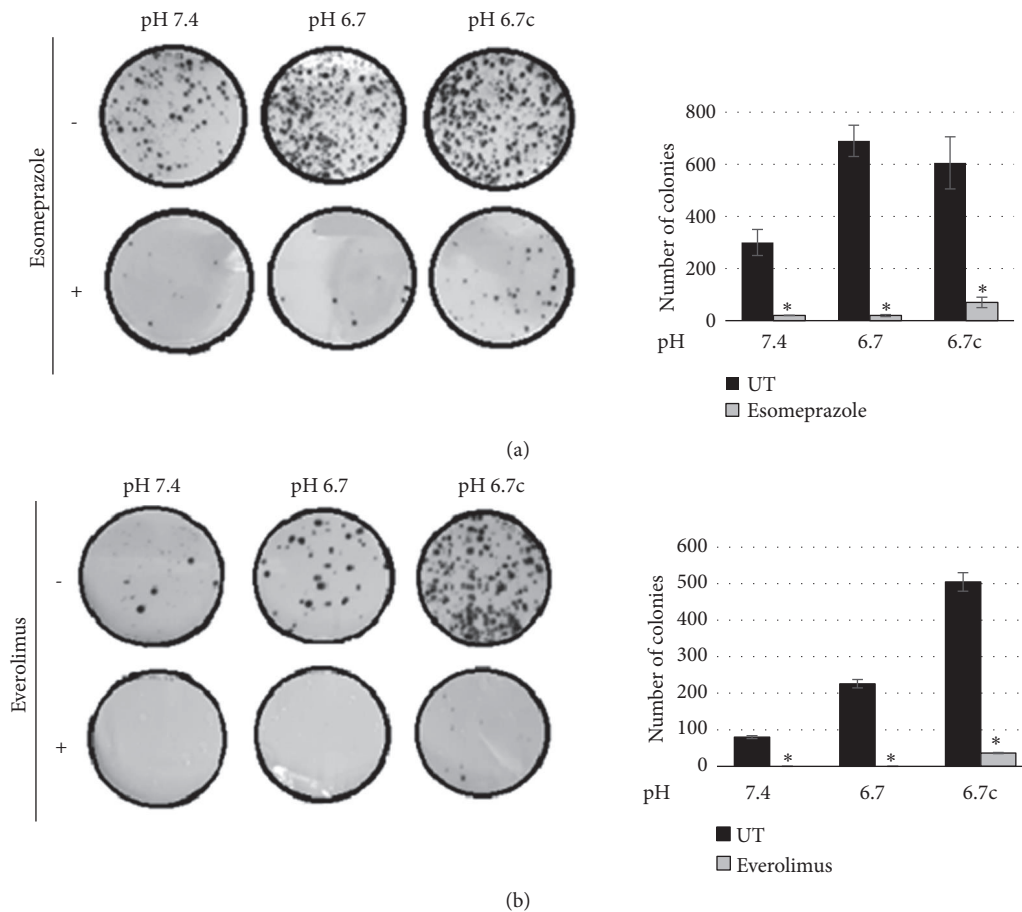 pH 7.4 pH 6.7 pH 6.7c
Esomeprazole
-
+
Number of colonies
800
600
400
200
0
* * *
pH 7.4 6.7 6.7c
UT
Esomeprazole
(a)
pH 7.4 pH 6.7 pH 6.7c
Everolimus
-
+
Number of colonies
600
500
400
300
200
100
0
* * *
pH 7.4 6.7 6.7c
UT
Everolimus
(b)